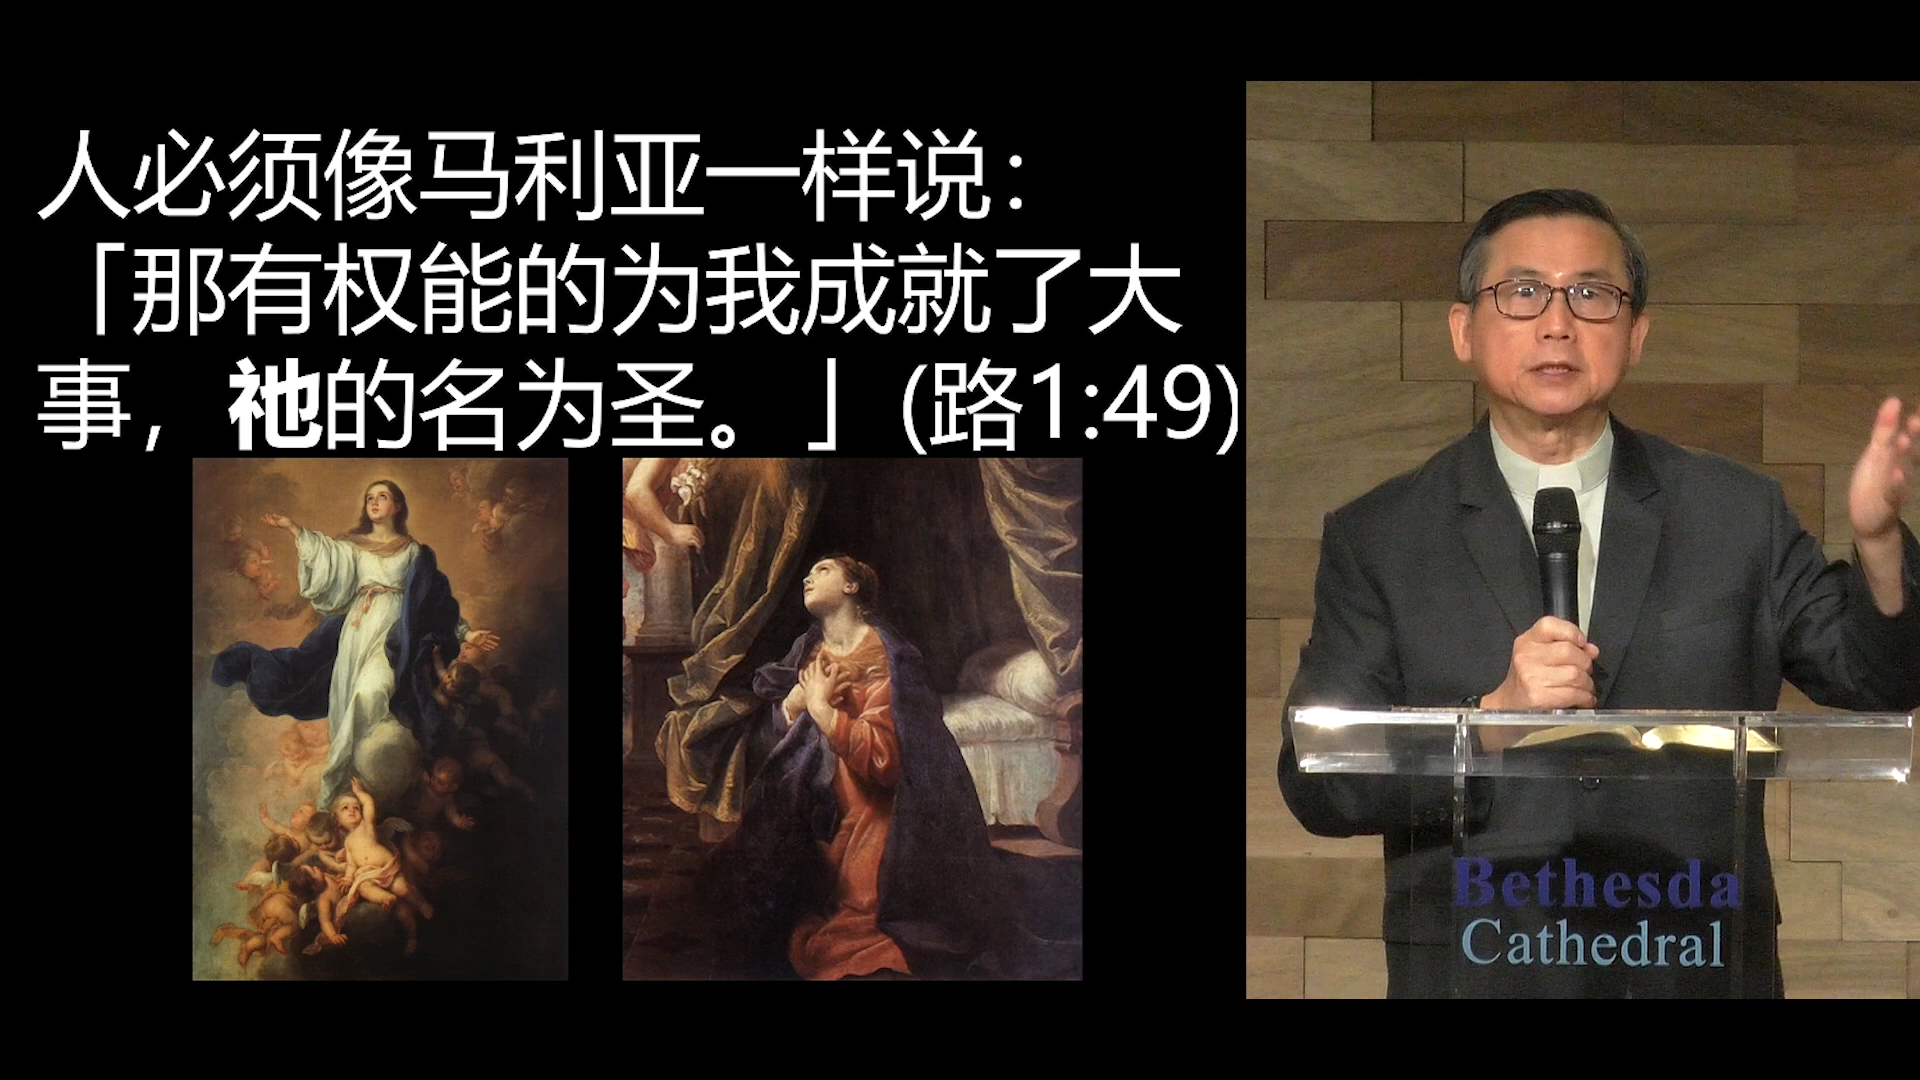 人必须像马利亚一样说：
「那有权能的为我成就了大
事，祂的名为圣。」(路1:49)
Bethesda
Cathedral